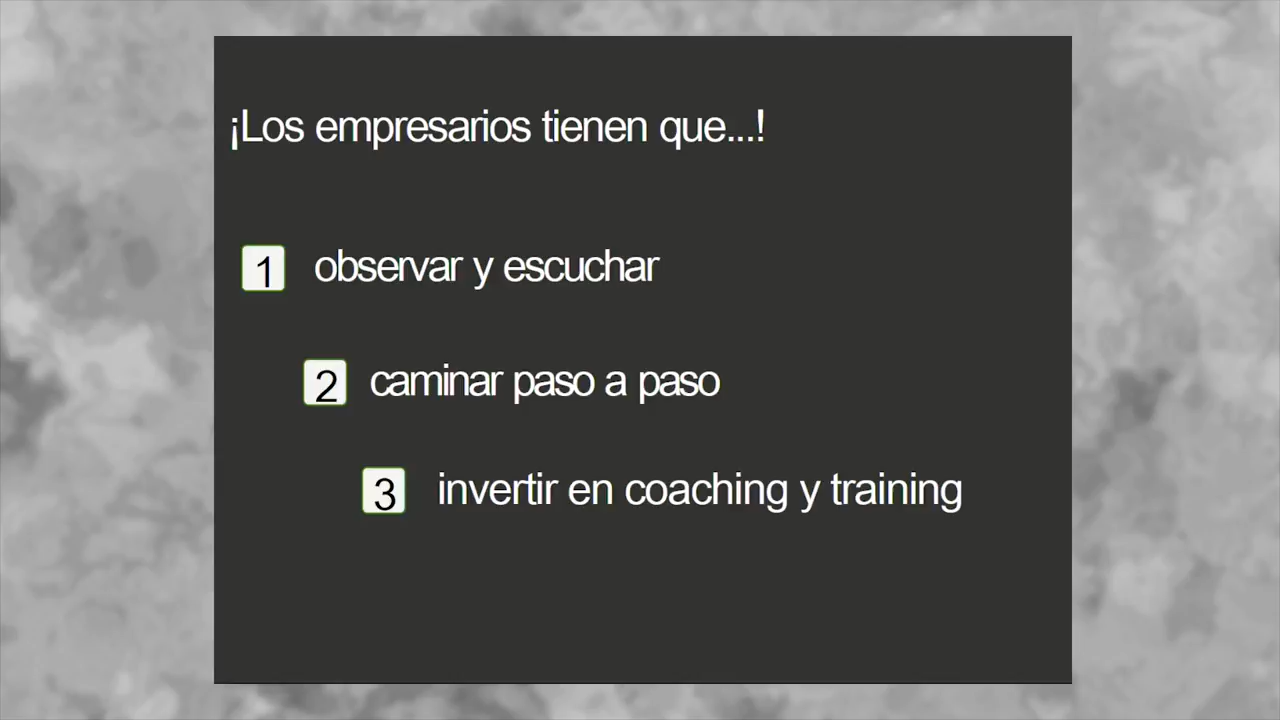 ¡Los empresarios tienen que...!
1 observar y escuchar
2 caminar paso a paso
3 invertir en coaching y training